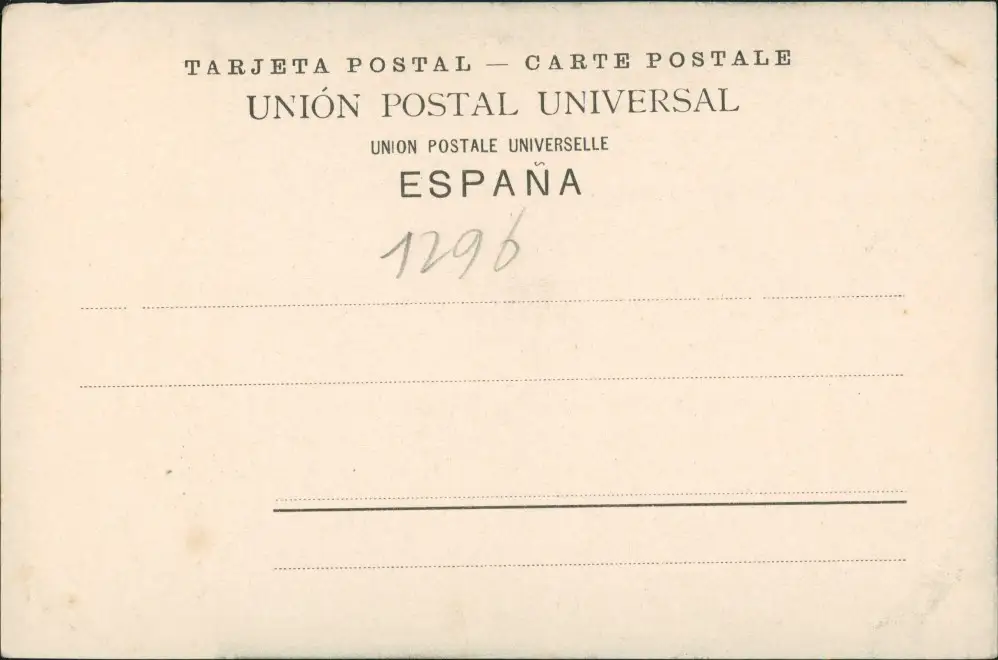 TARJETA POSTAL — CARTE POSTALE
UNIÓN POSTAL UNIVERSAL
UNION POSTALE UNIVERSELLE
ESPAÑA
1296